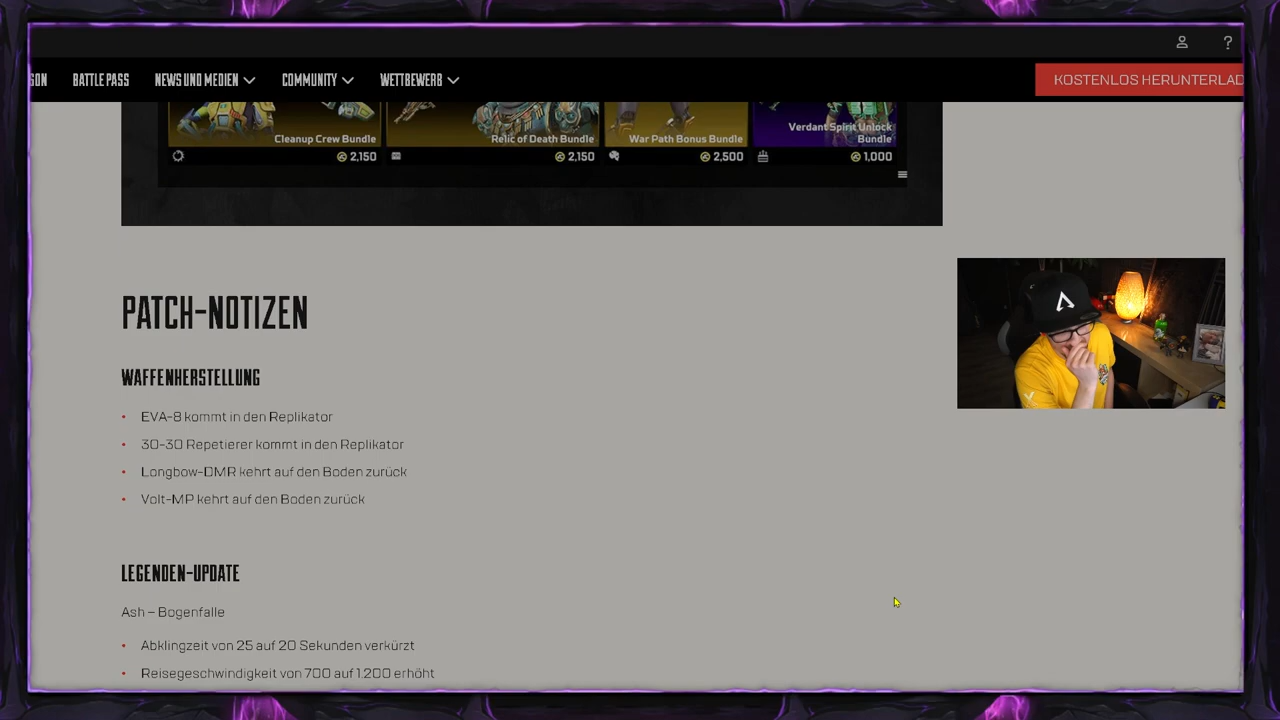 ?
SON BATTLE PASS NEWS UND MEDIEN COMMUNITY WETTBEWERB KOSTENLOS HERUNTERLAD
Cleanup Crew Bundle Relic of Death Bundle War Path Bonus Bundle Verdant Spirit Unlock
Bundle
2,150 2,150 2,500 1,000
PATCH-NOTIZEN
WAFFENHERSTELLUNG
• EVA-8 kommt in den Replikator
• 30-30 Repetierer kommt in den Replikator
• Longbow-DMR kehrt auf den Boden zurück
• Volt-MP kehrt auf den Boden zurück
LEGENDEN-UPDATE
Ash – Bogenfalle
• Abklingzeit von 25 auf 20 Sekunden verkürzt
• Reisegeschwindigkeit von 700 auf 1.200 erhöht